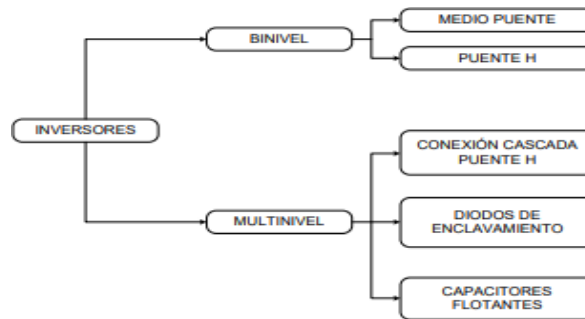 MEDIO PUENTE
BINIVEL
PUENTE H
INVERSORES
CONEXIÓN CASCADA
PUENTE H
MULTINIVEL
DIODOS DE
ENCLAVAMIENTO
CAPACITORES
FLOTANTES